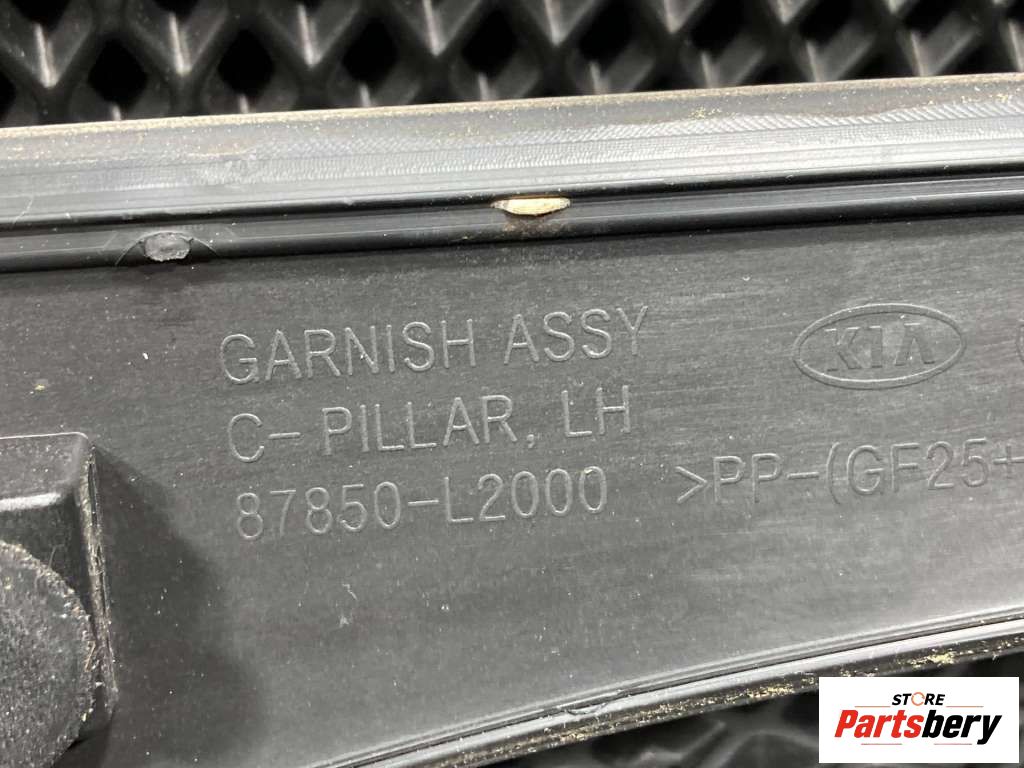 GARNISH ASSY
C-PILLAR, LH
87850-L2000
KIA
>PP-(GF25+
STORE
Partsbery